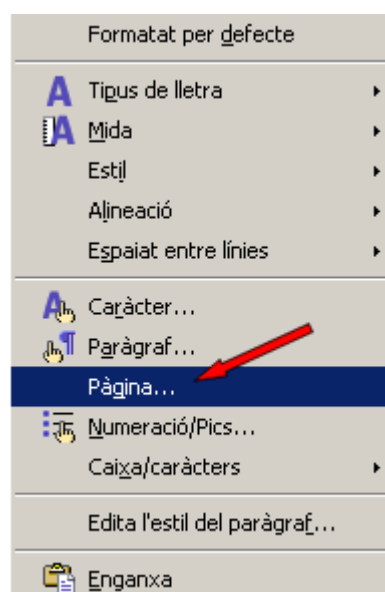 Formatat per defecte
Tipus de lletra
Mida
Estil
Alineació
Espaiat entre línies
Caràcter...
Paràgraf...
Pàgina...
Numeració/Pics...
Caixa/caràcters
Edita l'estil del paràgraf...
Enganxa